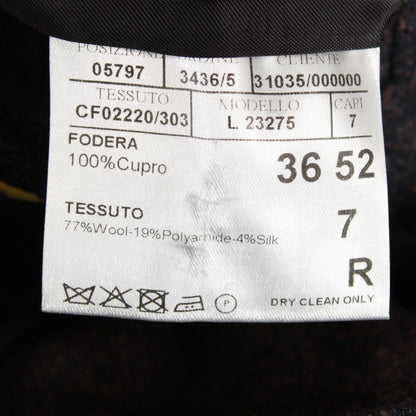 POSIZIONE ORDINE CLIENTE
05797 3436/5 31035/000000
TESSUTO MODELLO CAPI
CF02220/303 L. 23275 7
FODERA
100%Cupro 36 52
TESSUTO 7
77%Wool-19%Polyamide-4%Silk
R
P
DRY CLEAN ONLY